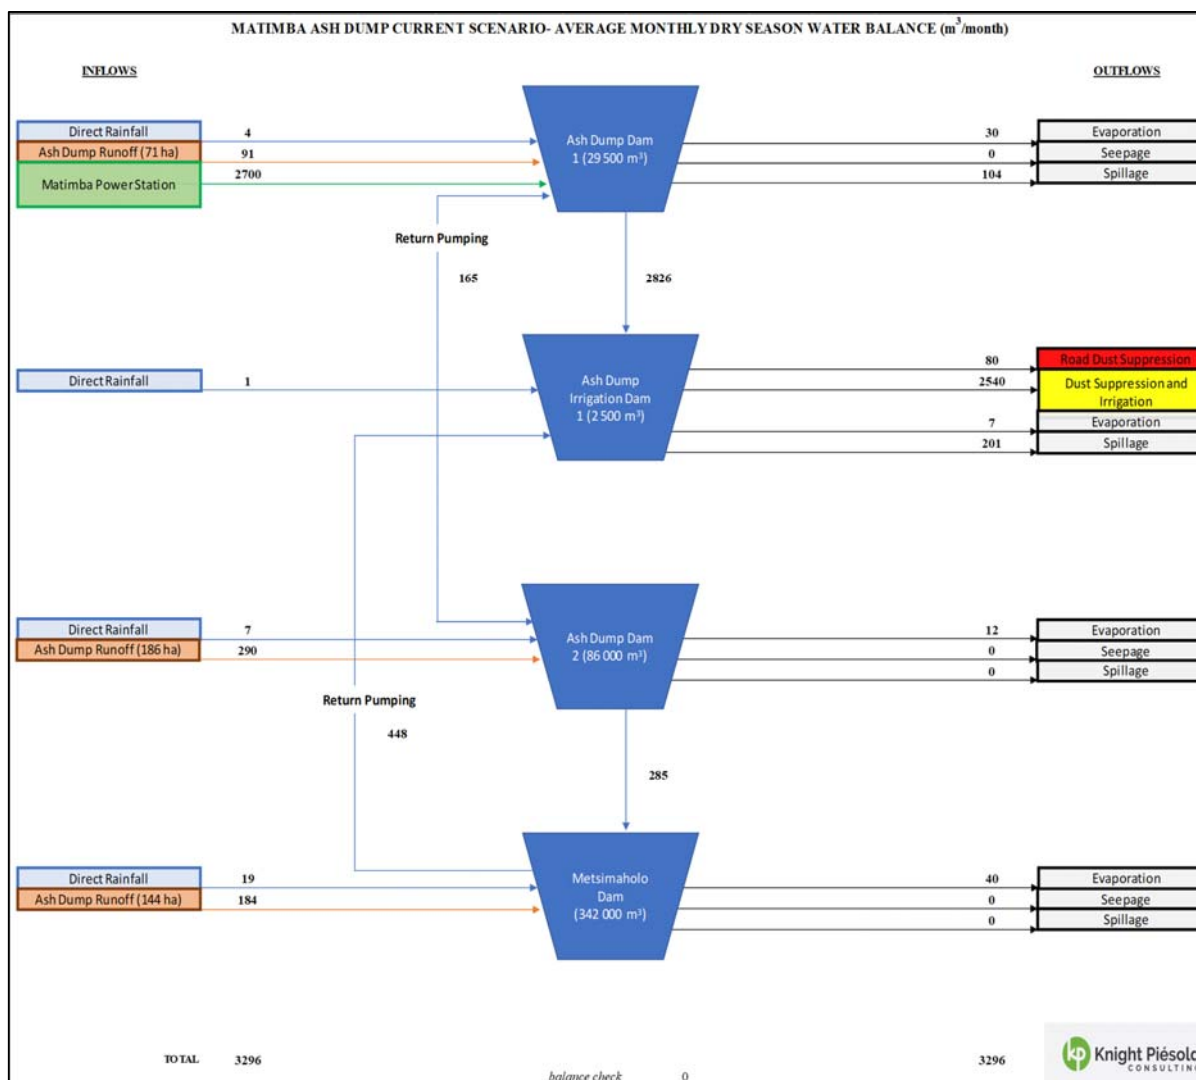 MATIMBA ASH DUMP CURRENT SCENARIO- AVERAGE MONTHLY DRY SEASON WATER BALANCE (m³/month)
INFLOWS
OUTFLOWS
Direct Rainfall 4
Ash Dump Runoff (71 ha) 91
Matimba Power Station 2700
Ash Dump Dam
1 (29 500 m³)
30 Evaporation
0 Seepage
104 Spillage
Return Pumping
165
2826
Direct Rainfall 1
Ash Dump
Irrigation Dam
1 (2 500 m³)
80 Road Dust Suppression
2540 Dust Suppression and
Irrigation
7 Evaporation
201 Spillage
Direct Rainfall 7
Ash Dump Runoff (186 ha) 290
Ash Dump Dam
2 (86 000 m³)
12 Evaporation
0 Seepage
0 Spillage
Return Pumping
448
285
Direct Rainfall 19
Ash Dump Runoff (144 ha) 184
Metsimaholo
Dam
(342 000 m³)
40 Evaporation
0 Seepage
0 Spillage
TOTAL 3296
3296
balance check 0
kp Knight Piésold
CONSULTING